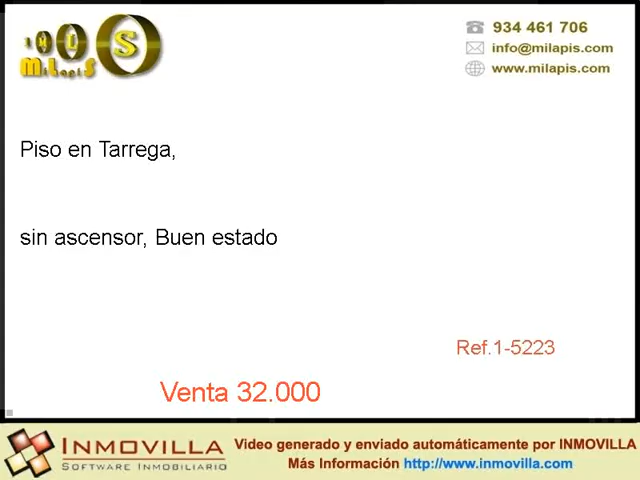 MiLapiS
934 461 706
info@milapis.com
www.milapis.com
Piso en Tarrega,
sin ascensor, Buen estado
Ref.1-5223
Venta 32.000
INMOVILLA
SOFTWARE INMOBILIARIO
Video generado y enviado automáticamente por INMOVILLA
Más Información http://www.inmovilla.com